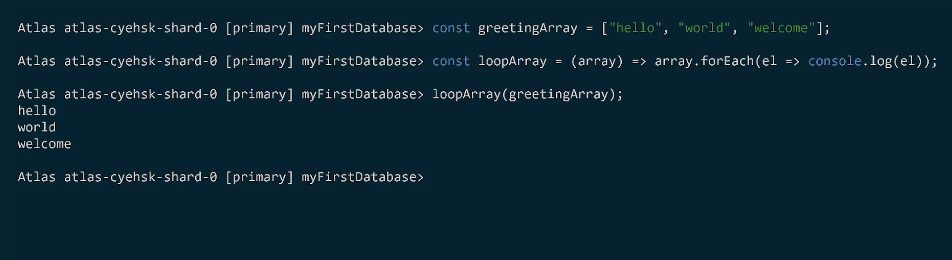 Atlas atlas-cyehsk-shard-0 [primary] myFirstDatabase> const greetingArray = ["hello", "world", "welcome"];
Atlas atlas-cyehsk-shard-0 [primary] myFirstDatabase> const loopArray = (array) => array.forEach(el => console.log(el));
Atlas atlas-cyehsk-shard-0 [primary] myFirstDatabase> loopArray(greetingArray);
hello
world
welcome
Atlas atlas-cyehsk-shard-0 [primary] myFirstDatabase>